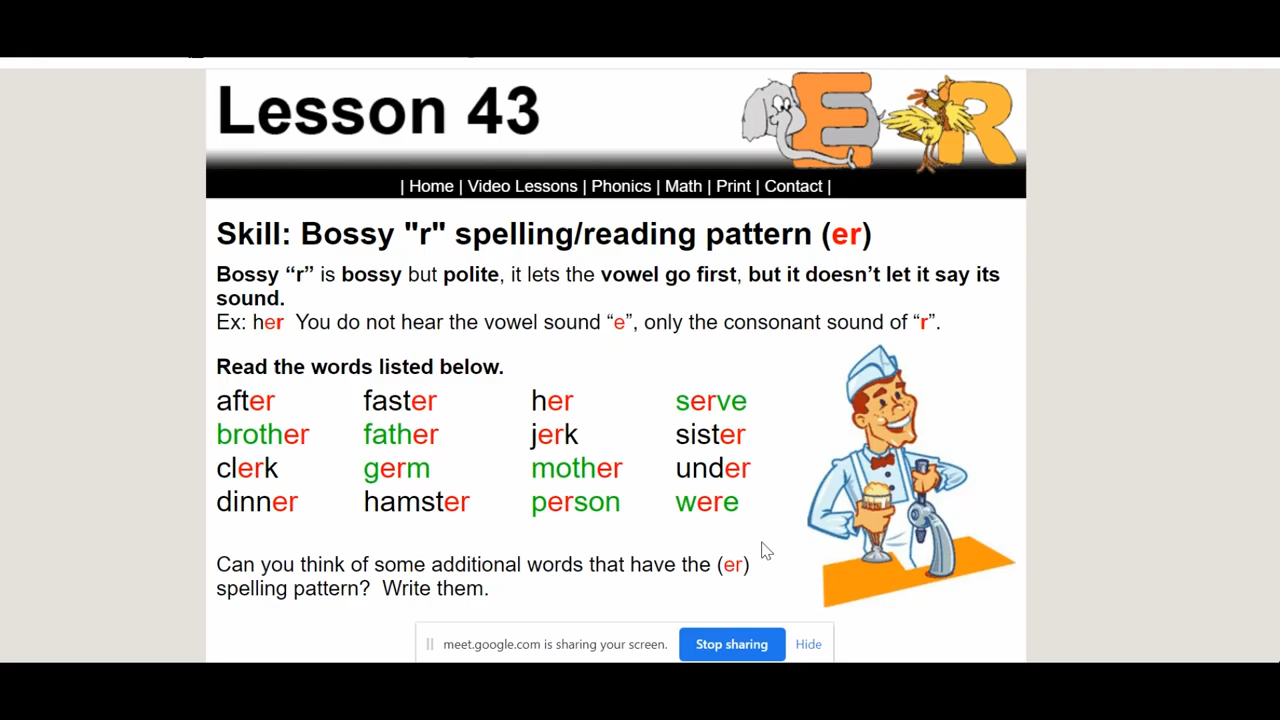 Lesson 43
E R
| Home | Video Lessons | Phonics | Math | Print | Contact |
Skill: Bossy "r" spelling/reading pattern (er)
Bossy “r” is bossy but polite, it lets the vowel go first, but it doesn’t let it say its
sound.
Ex: her  You do not hear the vowel sound “e”, only the consonant sound of “r”.
Read the words listed below.
after faster her serve
brother father jerk sister
clerk germ mother under
dinner hamster person were
Can you think of some additional words that have the (er)
spelling pattern?  Write them.
meet.google.com is sharing your screen. Stop sharing Hide